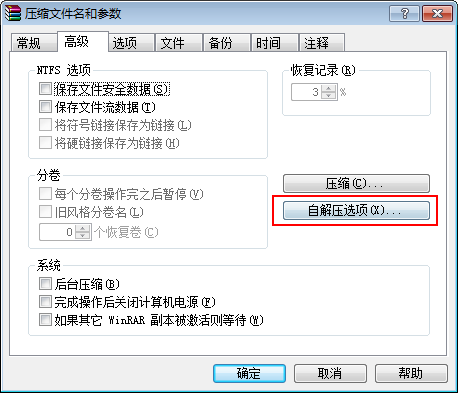 压缩文件名和参数
常规 高级 选项 文件 备份 时间 注释
NTFS 选项
保存文件安全数据(S)
保存文件流数据(T)
将符号链接保存为链接(L)
将硬链接保存为链接(H)
恢复记录(R)
3 %
分卷
每个分卷操作完之后暂停(V)
旧风格分卷名(L)
0 个恢复卷(C)
压缩(C)...
自解压选项(X)...
系统
后台压缩(B)
完成操作后关闭计算机电源(F)
如果其它 WinRAR 副本被激活则等待(W)
确定 取消 帮助